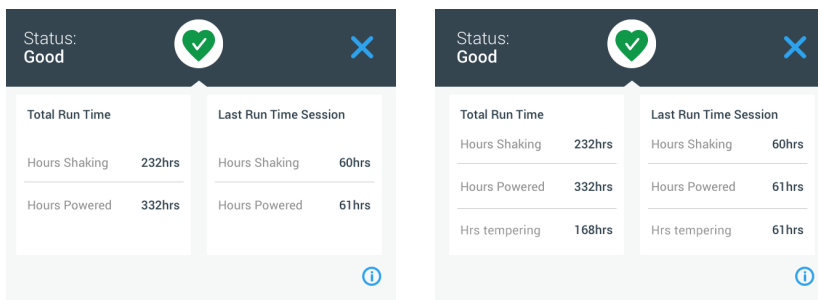 Status:
Good
Total Run Time
Hours Shaking 232hrs
Hours Powered 332hrs
Last Run Time Session
Hours Shaking 60hrs
Hours Powered 61hrs
Status:
Good
Total Run Time
Hours Shaking 232hrs
Hours Powered 332hrs
Hrs tempering 168hrs
Last Run Time Session
Hours Shaking 60hrs
Hours Powered 61hrs
Hrs tempering 61hrs